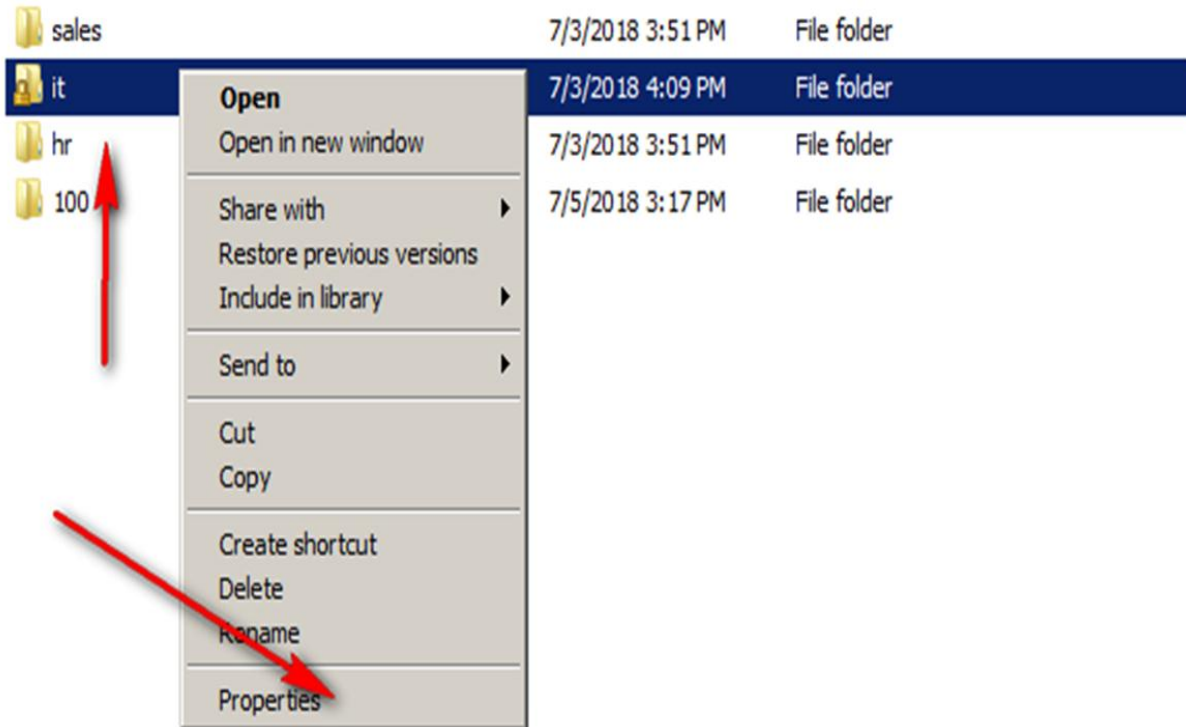 sales 7/3/2018 3:51 PM File folder
it 7/3/2018 4:09 PM File folder
hr 7/3/2018 3:51 PM File folder
100 7/5/2018 3:17 PM File folder
Open
Open in new window
Share with
Restore previous versions
Include in library
Send to
Cut
Copy
Create shortcut
Delete
Rename
Properties